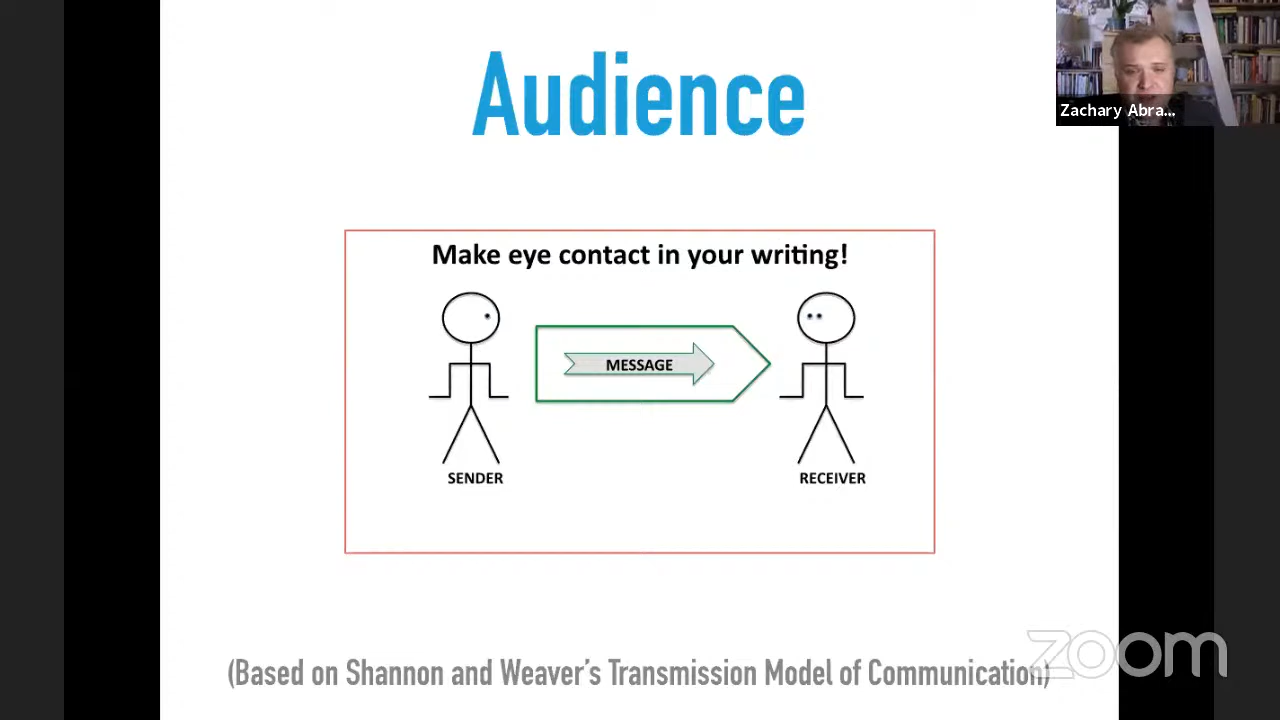 Audience
Zachary Abra...
Make eye contact in your writing!
MESSAGE
SENDER
RECEIVER
(Based on Shannon and Weaver's Transmission Model of Communication)
zoom